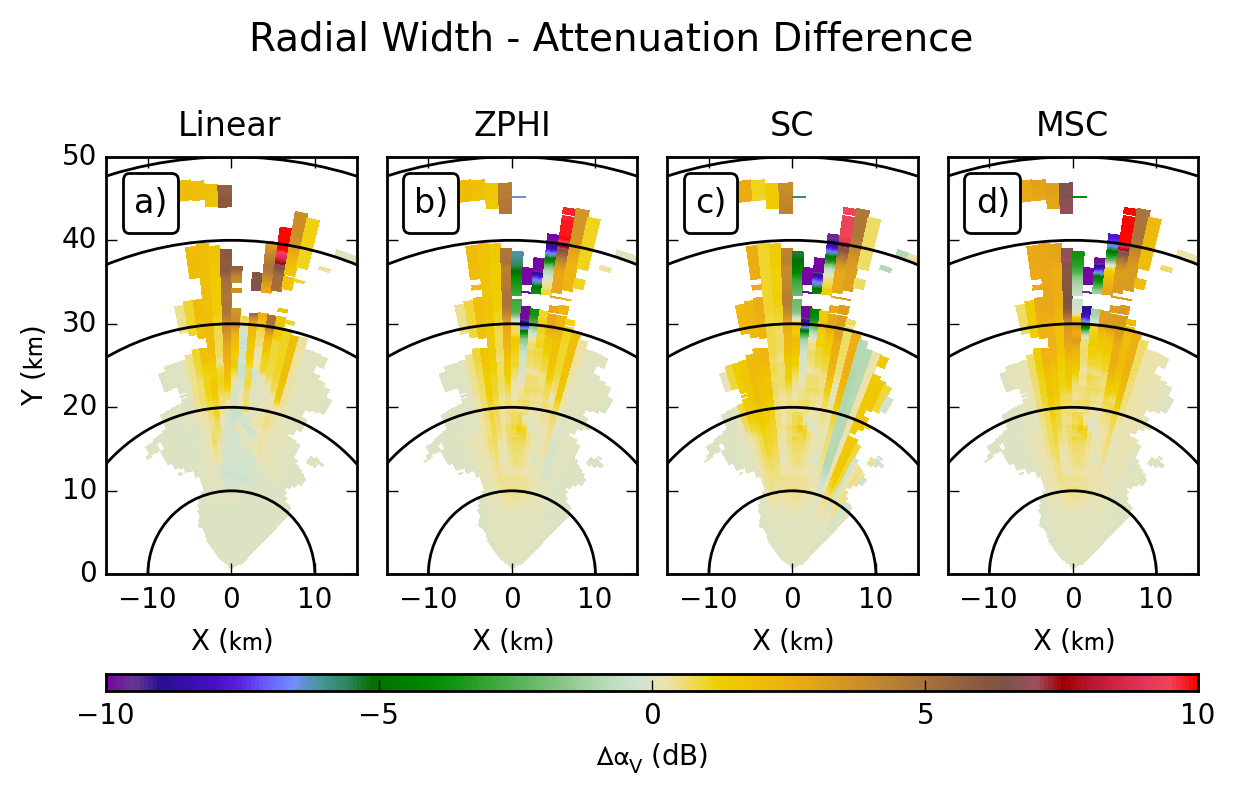 Radial Width - Attenuation Difference
Linear ZPHI SC MSC
a) b) c) d)
50
40
30
20
10
0
Y (km)
−10 0 10 −10 0 10 −10 0 10 −10 0 10
X (km) X (km) X (km) X (km)
−10 −5 0 5 10
Δα_V (dB)